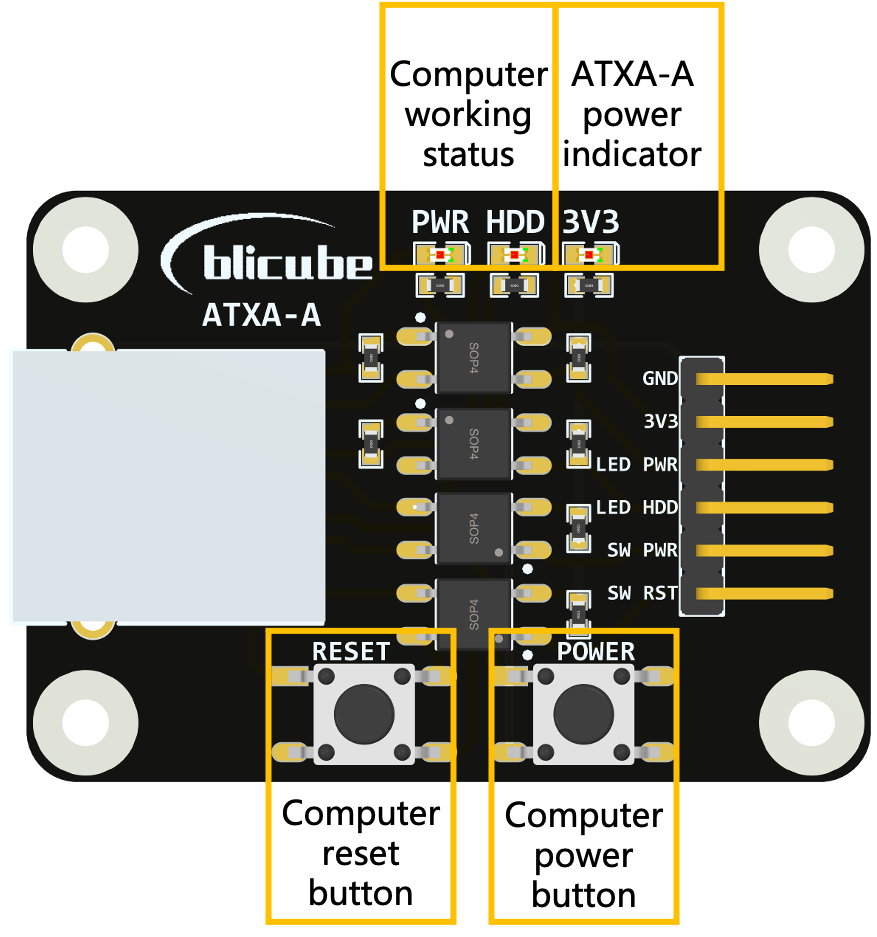 Computer
working
status
ATXA-A
power
indicator
PWR HDD 3V3
blicube
ATXA-A
SOP4
SOP4
SOP4
SOP4
GND
3V3
LED PWR
LED HDD
SW PWR
SW RST
RESET
POWER
Computer
reset
button
Computer
power
button